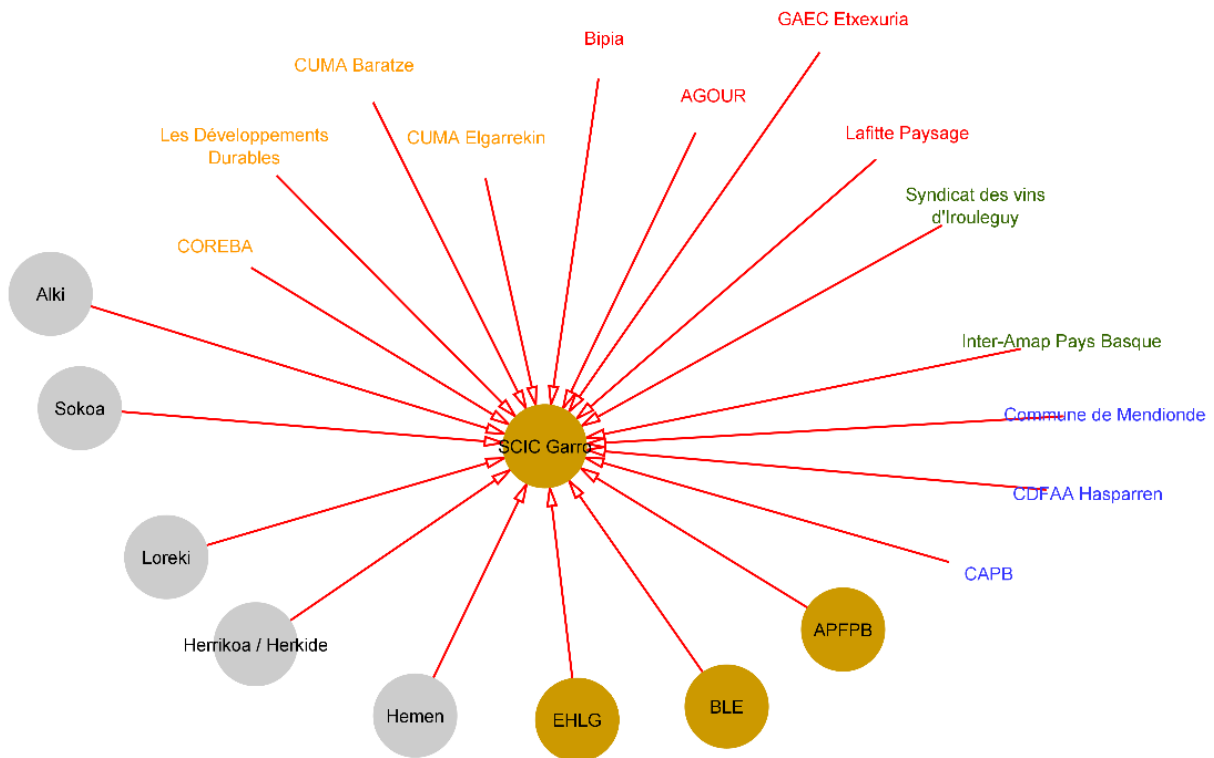 GAEC Etxexuria
Bipia
CUMA Baratze
AGOUR
Les Développements
Durables
CUMA Elgarrekin
Lafitte Paysage
Syndicat des vins
d'Irouleguy
COREBA
Alki
Inter-Amap Pays Basque
Sokoa
Commune de Mendionde
SCIC Garro
CDFAA Hasparren
Loreki
CAPB
APFPB
Herrikoa / Herkide
BLE
Hemen
EHLG